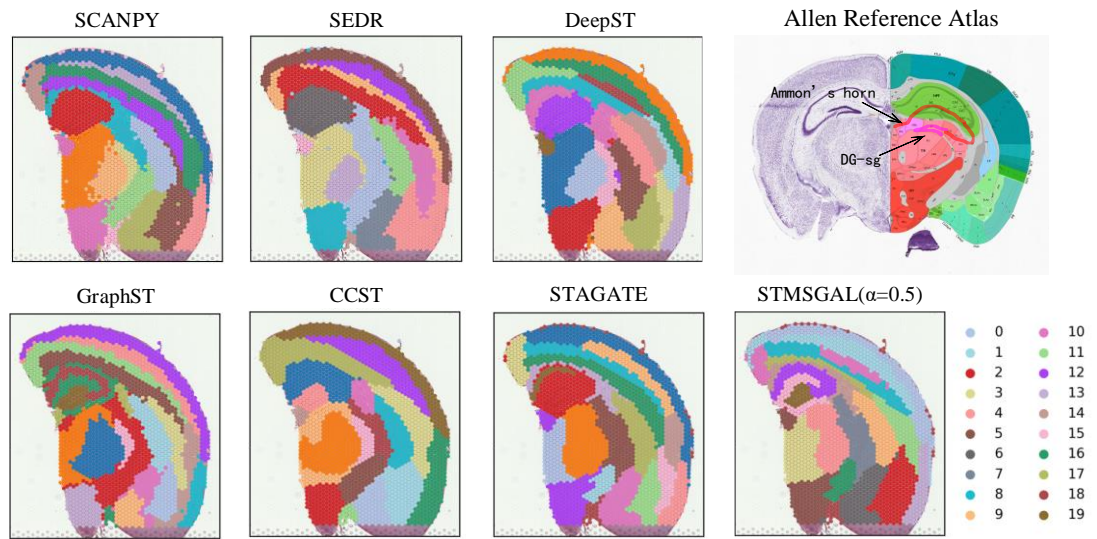 SCANPY SEDR DeepST Allen Reference Atlas
Ammon's horn
DG-sg
GraphST CCST STAGATE STMSGAL(α=0.5)
0 10
1 11
2 12
3 13
4 14
5 15
6 16
7 17
8 18
9 19